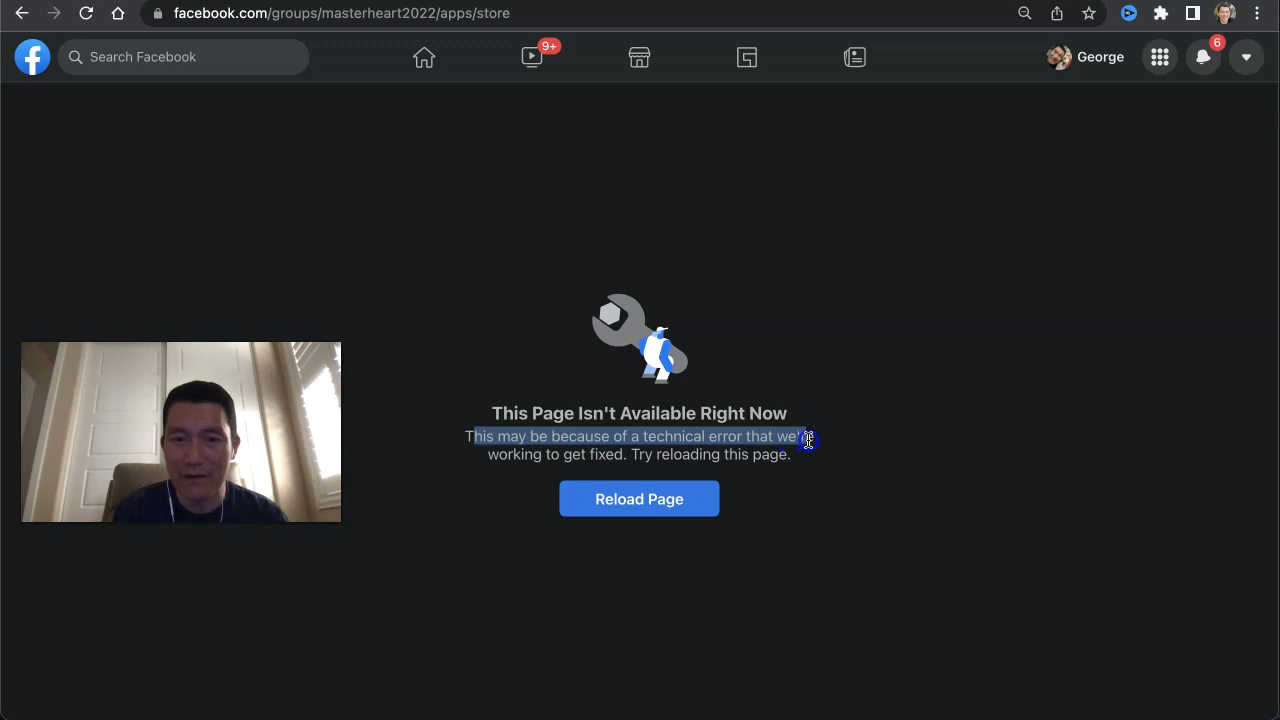 facebook.com/groups/masterheart2022/apps/store
Search Facebook
9+
George
6
This Page Isn't Available Right Now
This may be because of a technical error that we're
working to get fixed. Try reloading this page.
Reload Page